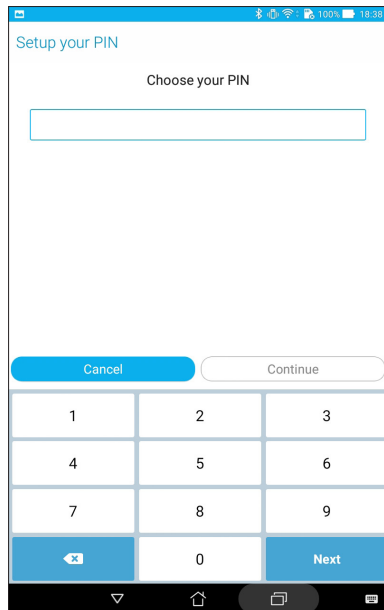 100% 18:38
Setup your PIN
Choose your PIN
Cancel Continue
1 2 3
4 5 6
7 8 9
0 Next